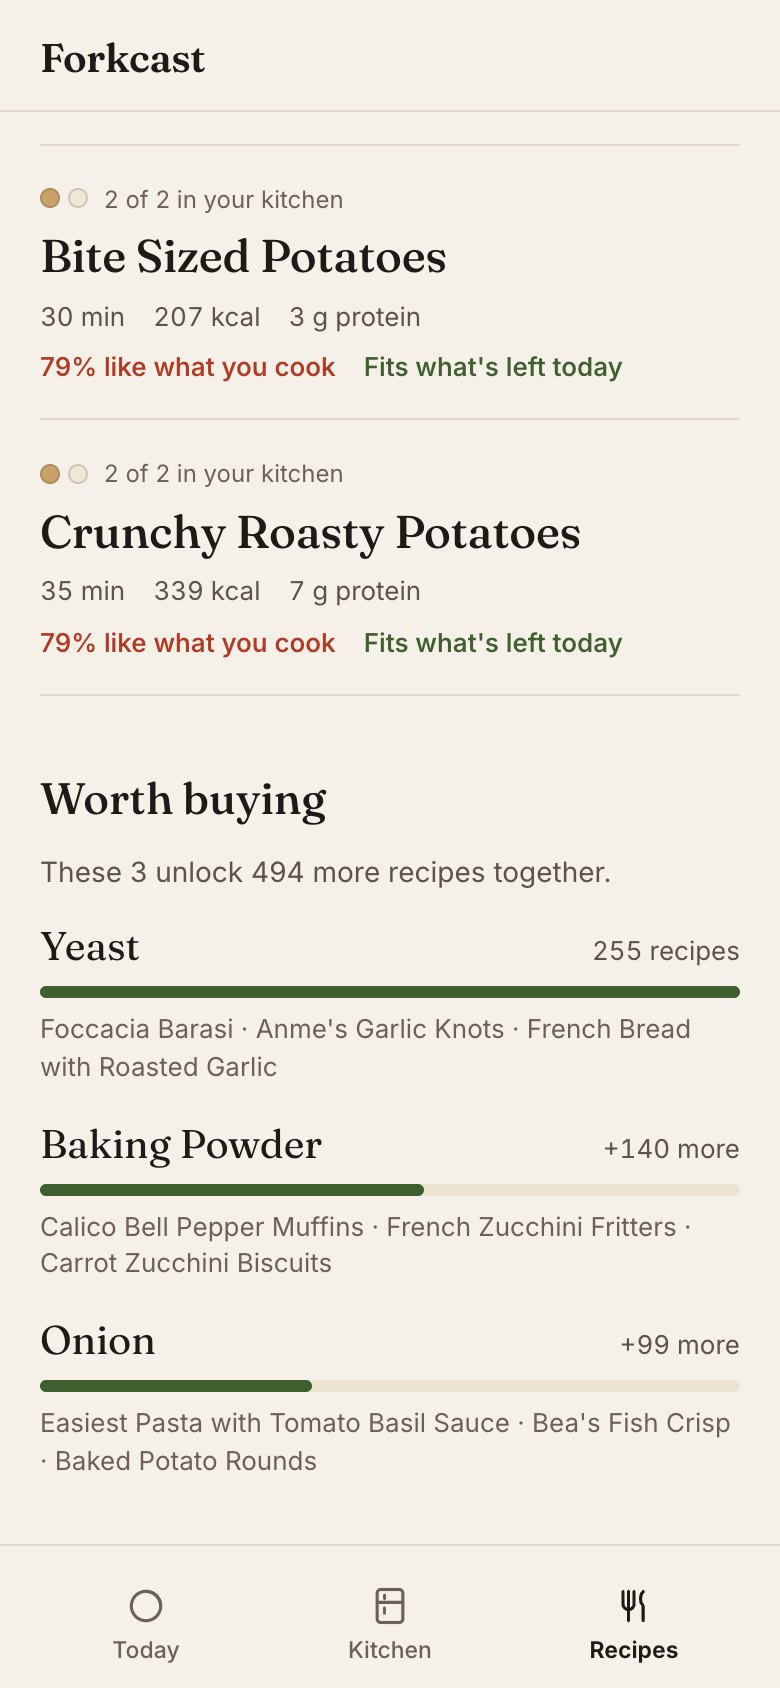 Forkcast
2 of 2 in your kitchen
Bite Sized Potatoes
30 min 207 kcal 3 g protein
79% like what you cook Fits what's left today
2 of 2 in your kitchen
Crunchy Roasty Potatoes
35 min 339 kcal 7 g protein
79% like what you cook Fits what's left today
Worth buying
These 3 unlock 494 more recipes together.
Yeast 255 recipes
Foccacia Barasi · Anme's Garlic Knots · French Bread
with Roasted Garlic
Baking Powder +140 more
Calico Bell Pepper Muffins · French Zucchini Fritters ·
Carrot Zucchini Biscuits
Onion +99 more
Easiest Pasta with Tomato Basil Sauce · Bea's Fish Crisp
· Baked Potato Rounds
Today Kitchen Recipes